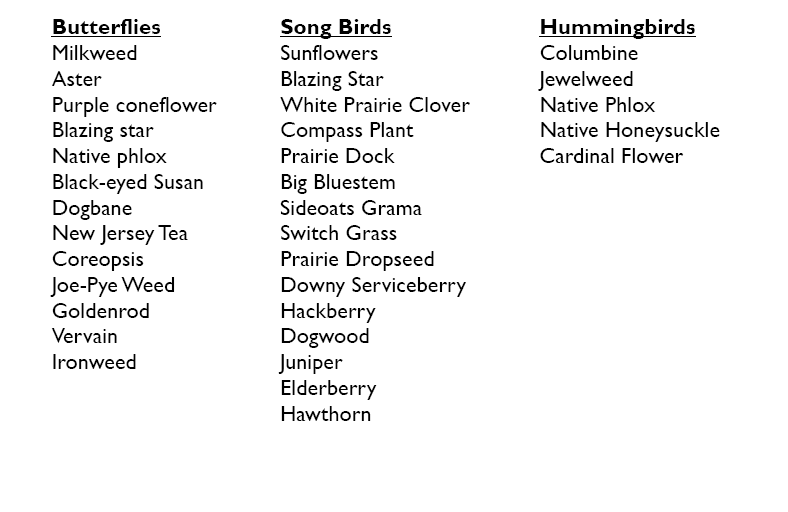 Butterflies
Milkweed
Aster
Purple coneflower
Blazing star
Native phlox
Black-eyed Susan
Dogbane
New Jersey Tea
Coreopsis
Joe-Pye Weed
Goldenrod
Vervain
Ironweed
Song Birds
Sunflowers
Blazing Star
White Prairie Clover
Compass Plant
Prairie Dock
Big Bluestem
Sideoats Grama
Switch Grass
Prairie Dropseed
Downy Serviceberry
Hackberry
Dogwood
Juniper
Elderberry
Hawthorn
Hummingbirds
Columbine
Jewelweed
Native Phlox
Native Honeysuckle
Cardinal Flower